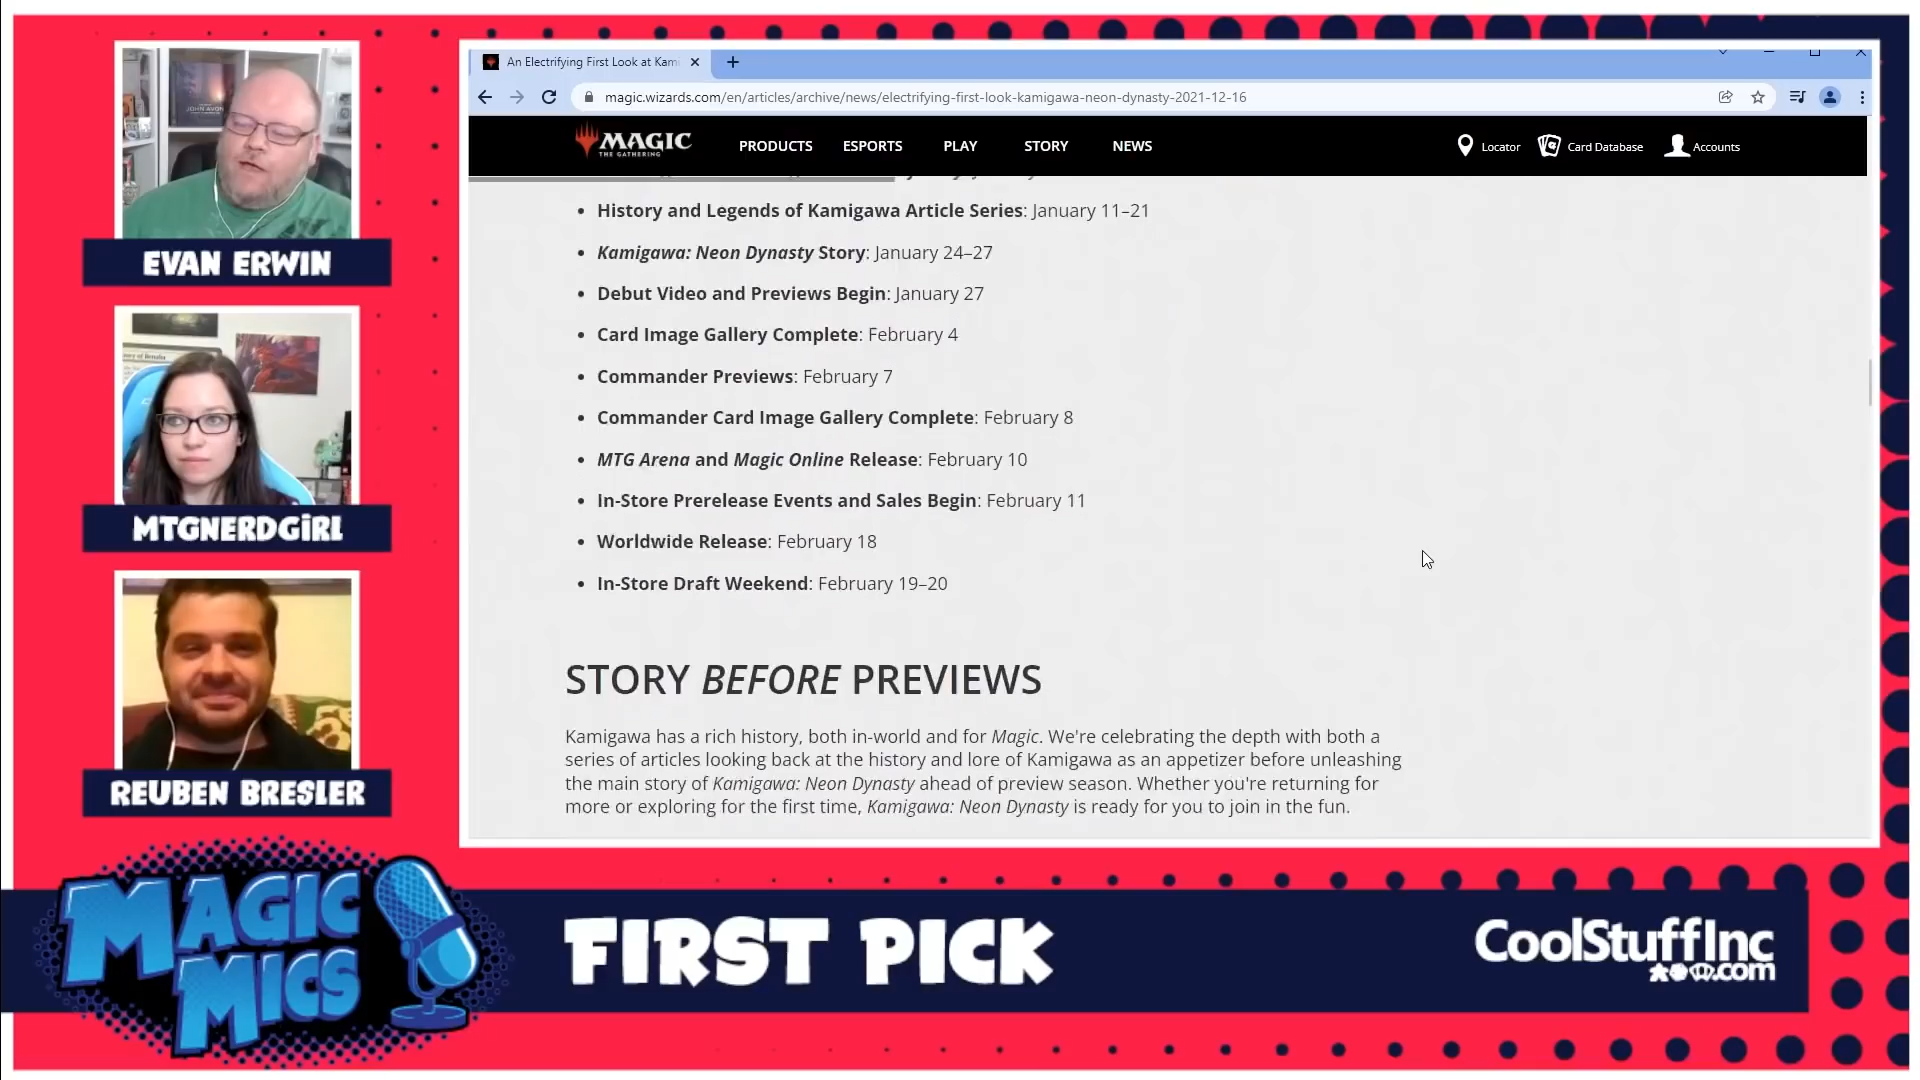 An Electrifying First Look at Kami
magic.wizards.com/en/articles/archive/news/electrifying-first-look-kamigawa-neon-dynasty-2021-12-16
MAGIC
THE GATHERING
PRODUCTS
ESPORTS
PLAY
STORY
NEWS
Locator
Card Database
Accounts
• History and Legends of Kamigawa Article Series: January 11–21
• Kamigawa: Neon Dynasty Story: January 24–27
• Debut Video and Previews Begin: January 27
• Card Image Gallery Complete: February 4
• Commander Previews: February 7
• Commander Card Image Gallery Complete: February 8
• MTG Arena and Magic Online Release: February 10
• In-Store Prerelease Events and Sales Begin: February 11
• Worldwide Release: February 18
• In-Store Draft Weekend: February 19–20
STORY BEFORE PREVIEWS
Kamigawa has a rich history, both in-world and for Magic. We're celebrating the depth with both a
series of articles looking back at the history and lore of Kamigawa as an appetizer before unleashing
the main story of Kamigawa: Neon Dynasty ahead of preview season. Whether you're returning for
more or exploring for the first time, Kamigawa: Neon Dynasty is ready for you to join in the fun.
JOHN AVON
EVAN ERWIN
MTGNERDGiRL
REUBEN BRESLER
MAGIC
MICS
FIRST PICK
CoolStuffInc
.com